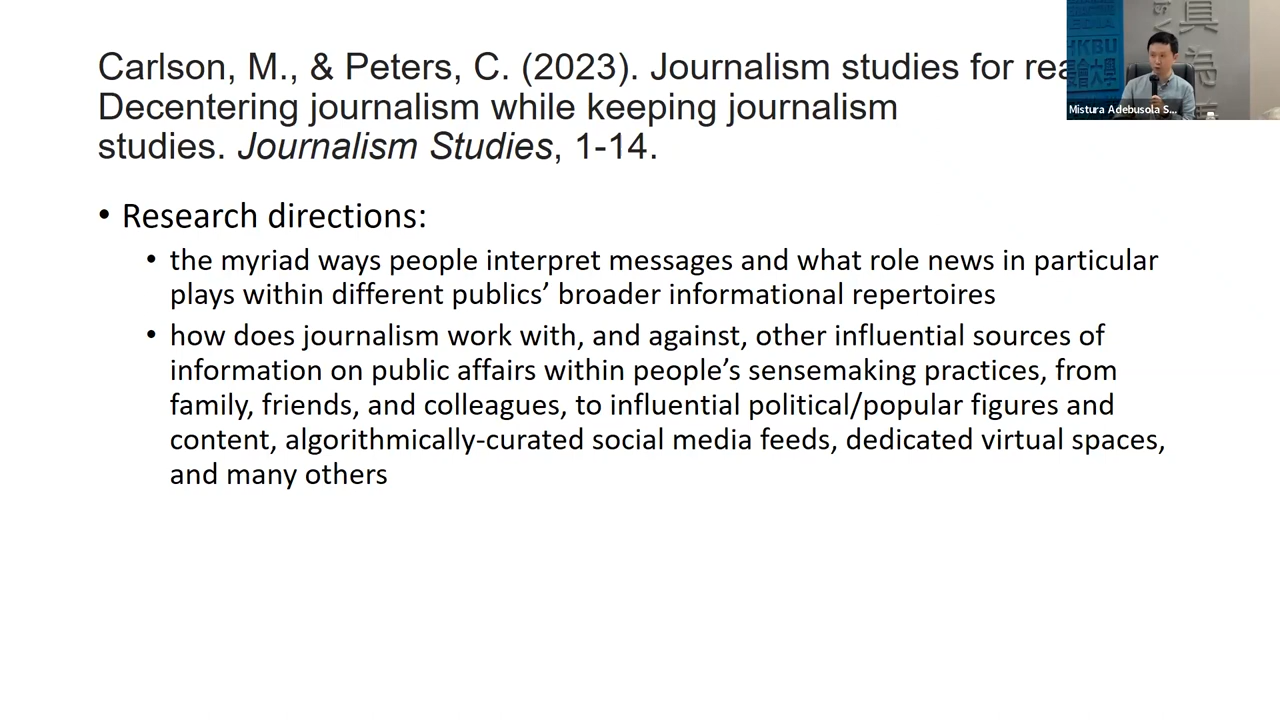 Carlson, M., & Peters, C. (2023). Journalism studies for rea
Decentering journalism while keeping journalism
studies. Journalism Studies, 1-14.
• Research directions:
• the myriad ways people interpret messages and what role news in particular
plays within different publics’ broader informational repertoires
• how does journalism work with, and against, other influential sources of
information on public affairs within people’s sensemaking practices, from
family, friends, and colleagues, to influential political/popular figures and
content, algorithmically-curated social media feeds, dedicated virtual spaces,
and many others
HKBU
Mistura Adebusola S...